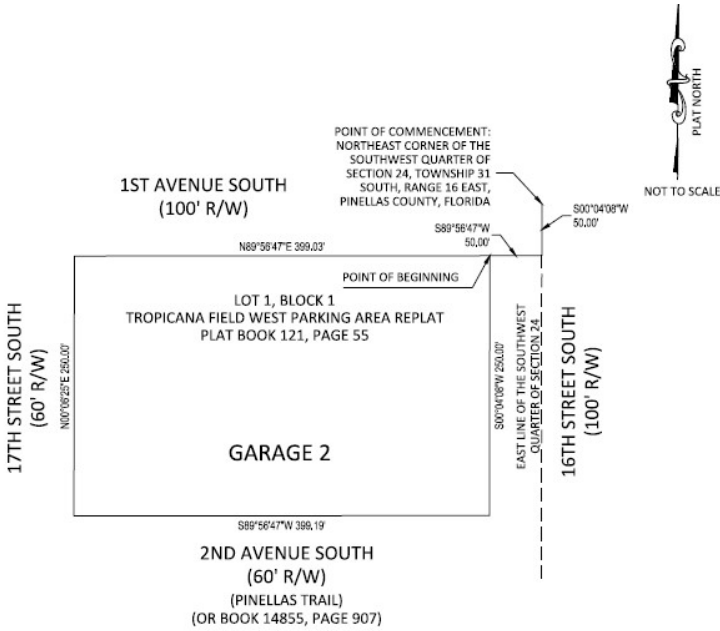 PLAT NORTH
NOT TO SCALE
POINT OF COMMENCEMENT:
NORTHEAST CORNER OF THE
SOUTHWEST QUARTER OF
SECTION 24, TOWNSHIP 31
SOUTH, RANGE 16 EAST,
PINELLAS COUNTY, FLORIDA
1ST AVENUE SOUTH
(100' R/W)
S00°04'08"W
50.00'
S89°56'47"W
50.00'
N89°56'47"E 399.03'
POINT OF BEGINNING
LOT 1, BLOCK 1
TROPICANA FIELD WEST PARKING AREA REPLAT
PLAT BOOK 121, PAGE 55
17TH STREET SOUTH
(60' R/W)
N00°06'25"E 250.00'
S00°04'08"W 250.00'
EAST LINE OF THE SOUTHWEST
QUARTER OF SECTION 24
16TH STREET SOUTH
(100' R/W)
GARAGE 2
S89°56'47"W 399.19'
2ND AVENUE SOUTH
(60' R/W)
(PINELLAS TRAIL)
(OR BOOK 14855, PAGE 907)